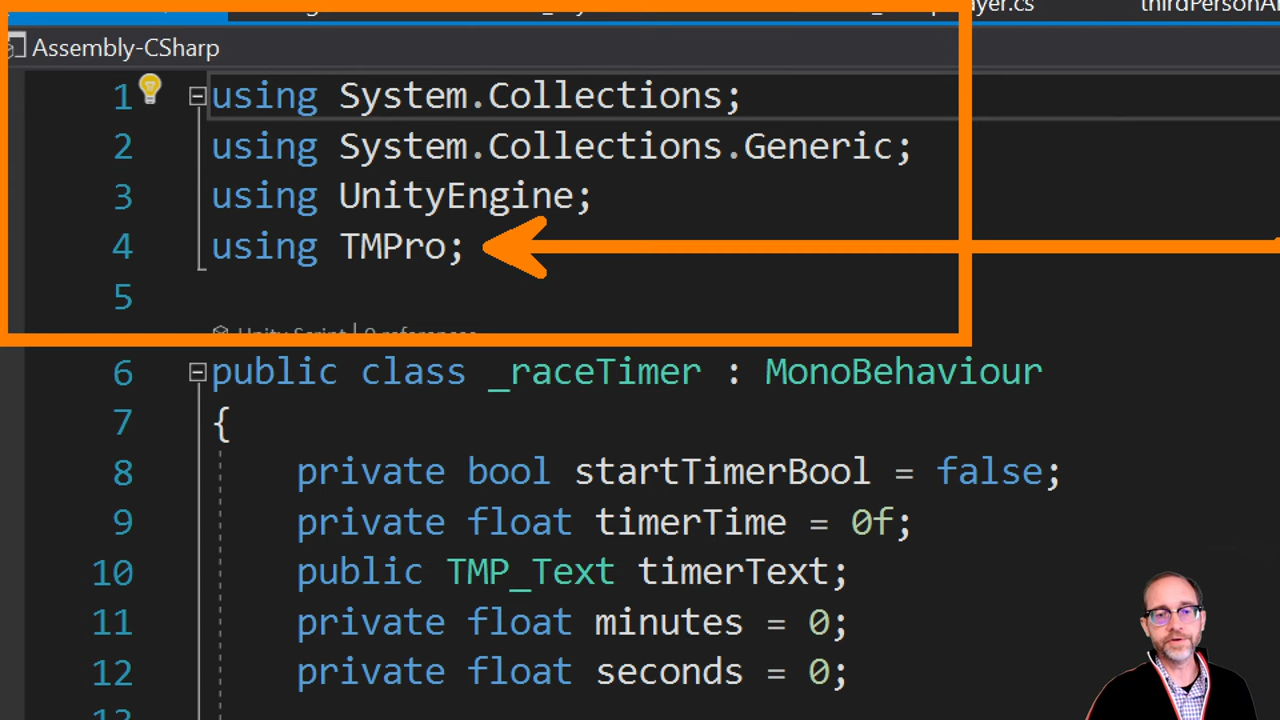 thirdPersonA
Assembly-CSharp
1 using System.Collections;
2 using System.Collections.Generic;
3 using UnityEngine;
4 using TMPro;
5
6 public class _raceTimer : MonoBehaviour
7 {
8 private bool startTimerBool = false;
9 private float timerTime = 0f;
10 public TMP_Text timerText;
11 private float minutes = 0;
12 private float seconds = 0;